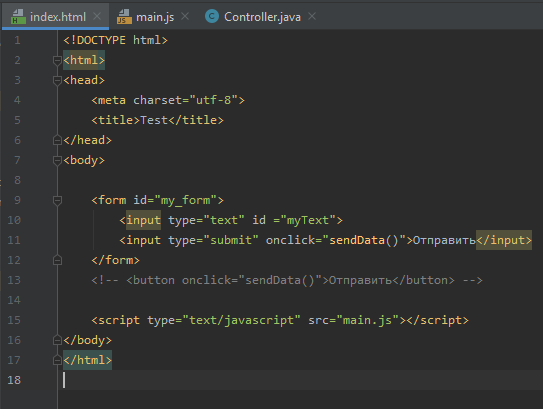 index.html main.js Controller.java
1 <!DOCTYPE html>
2 <html>
3 <head>
4 <meta charset="utf-8">
5 <title>Test</title>
6 </head>
7 <body>
8
9 <form id="my_form">
10 <input type="text" id ="myText">
11 <input type="submit" onclick="sendData()">Отправить</input>
12 </form>
13 <!-- <button onclick="sendData()">Отправить</button> -->
14
15 <script type="text/javascript" src="main.js"></script>
16 </body>
17 </html>
18